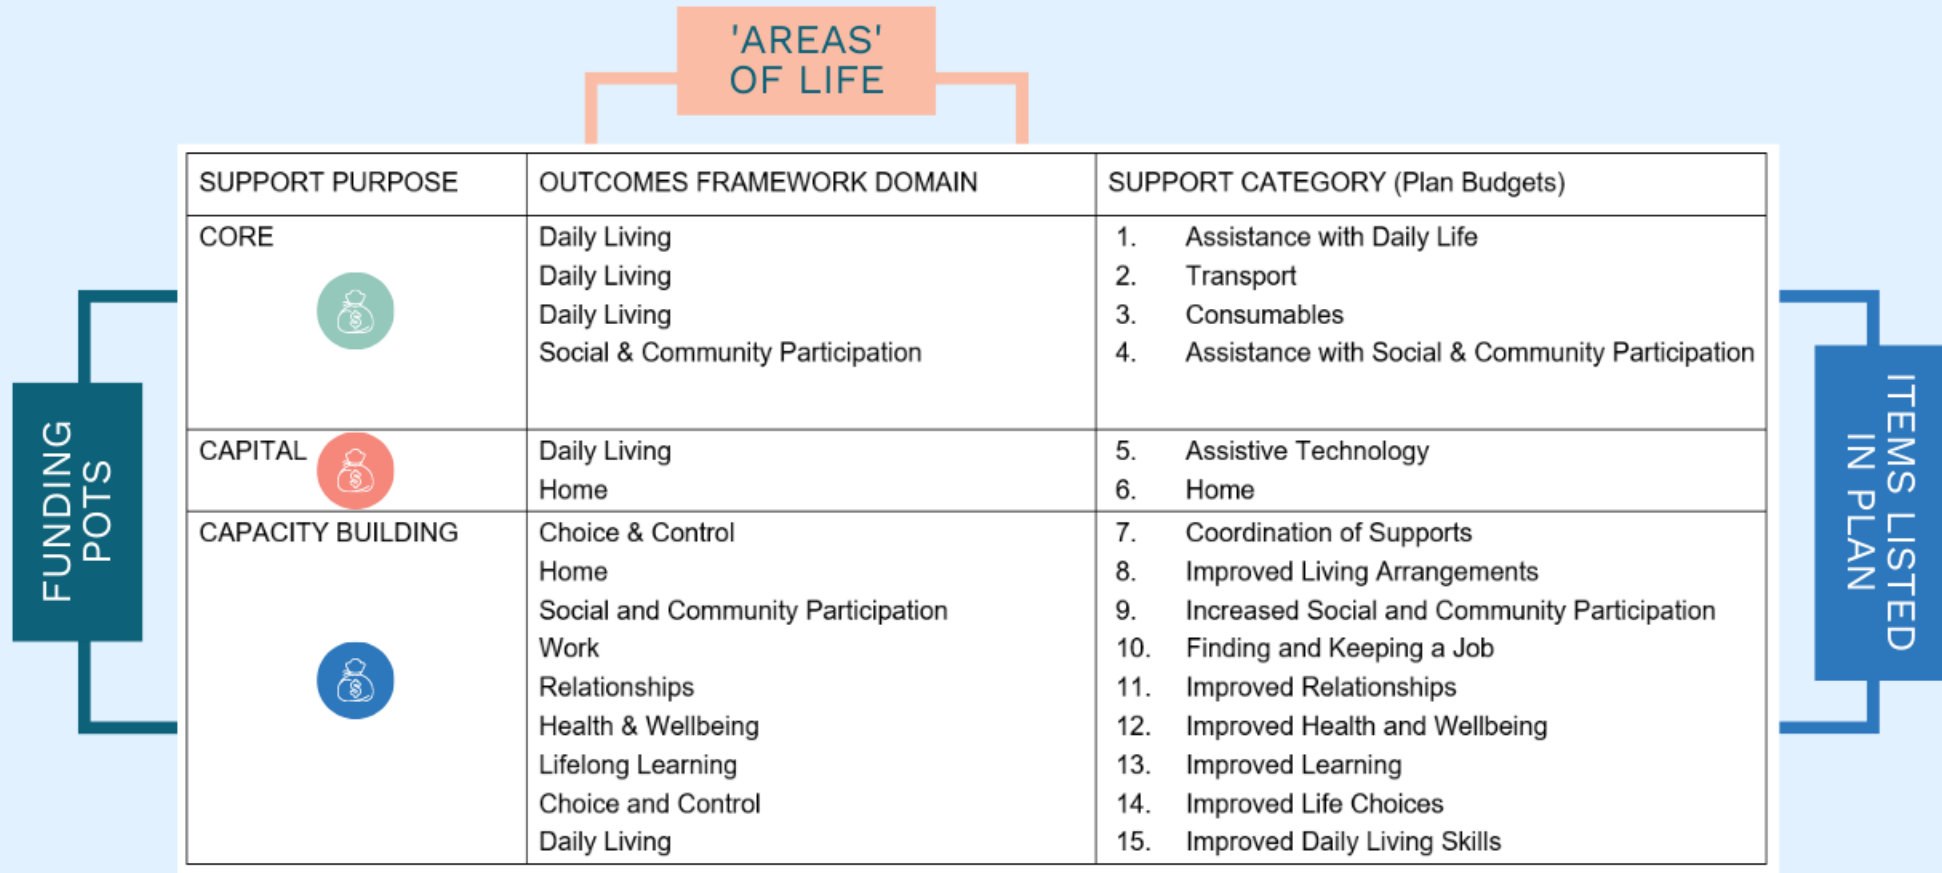 'AREAS'
OF LIFE
SUPPORT PURPOSE OUTCOMES FRAMEWORK DOMAIN SUPPORT CATEGORY (Plan Budgets)
CORE Daily Living 1. Assistance with Daily Life
Daily Living 2. Transport
Daily Living 3. Consumables
Social & Community Participation 4. Assistance with Social & Community Participation
CAPITAL Daily Living 5. Assistive Technology
Home 6. Home
CAPACITY BUILDING Choice & Control 7. Coordination of Supports
Home 8. Improved Living Arrangements
Social and Community Participation 9. Increased Social and Community Participation
Work 10. Finding and Keeping a Job
Relationships 11. Improved Relationships
Health & Wellbeing 12. Improved Health and Wellbeing
Lifelong Learning 13. Improved Learning
Choice and Control 14. Improved Life Choices
Daily Living 15. Improved Daily Living Skills
FUNDING
POTS
ITEMS LISTED
IN PLAN
$
$
$